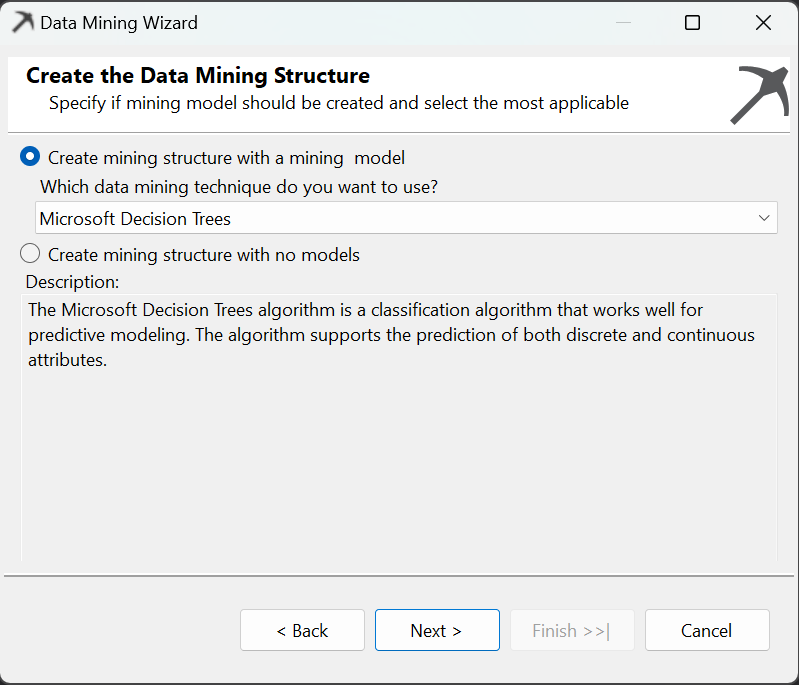 Data Mining Wizard
Create the Data Mining Structure
Specify if mining model should be created and select the most applicable
Create mining structure with a mining  model
Which data mining technique do you want to use?
Microsoft Decision Trees
Create mining structure with no models
Description:
The Microsoft Decision Trees algorithm is a classification algorithm that works well for
predictive modeling. The algorithm supports the prediction of both discrete and continuous
attributes.
< Back
Next >
Finish >>|
Cancel